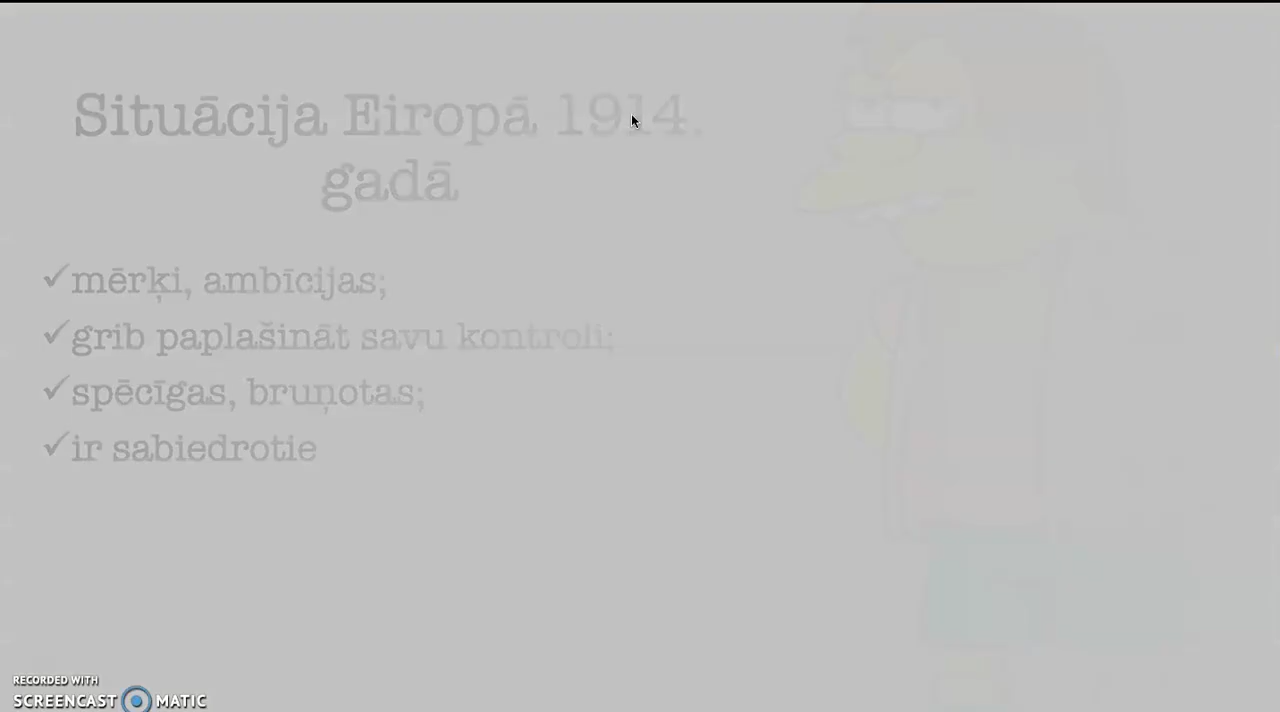 Situācija Eiropā 1914.
gadā
✓mērķi, ambīcijas;
✓grib paplašināt savu kontroli;
✓spēcīgas, bruņotas;
✓ir sabiedrotie
RECORDED WITH
SCREENCAST MATIC